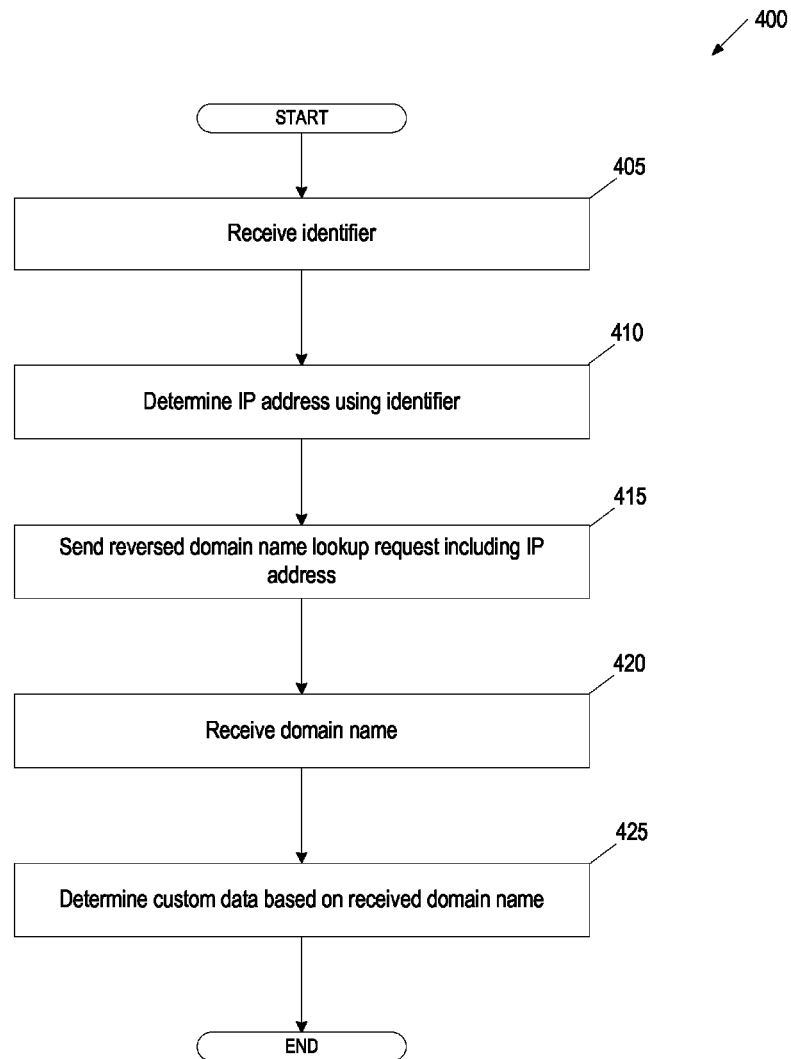 400
START
405
Receive identifier
410
Determine IP address using identifier
415
Send reversed domain name lookup request including IP
address
420
Receive domain name
425
Determine custom data based on received domain name
END